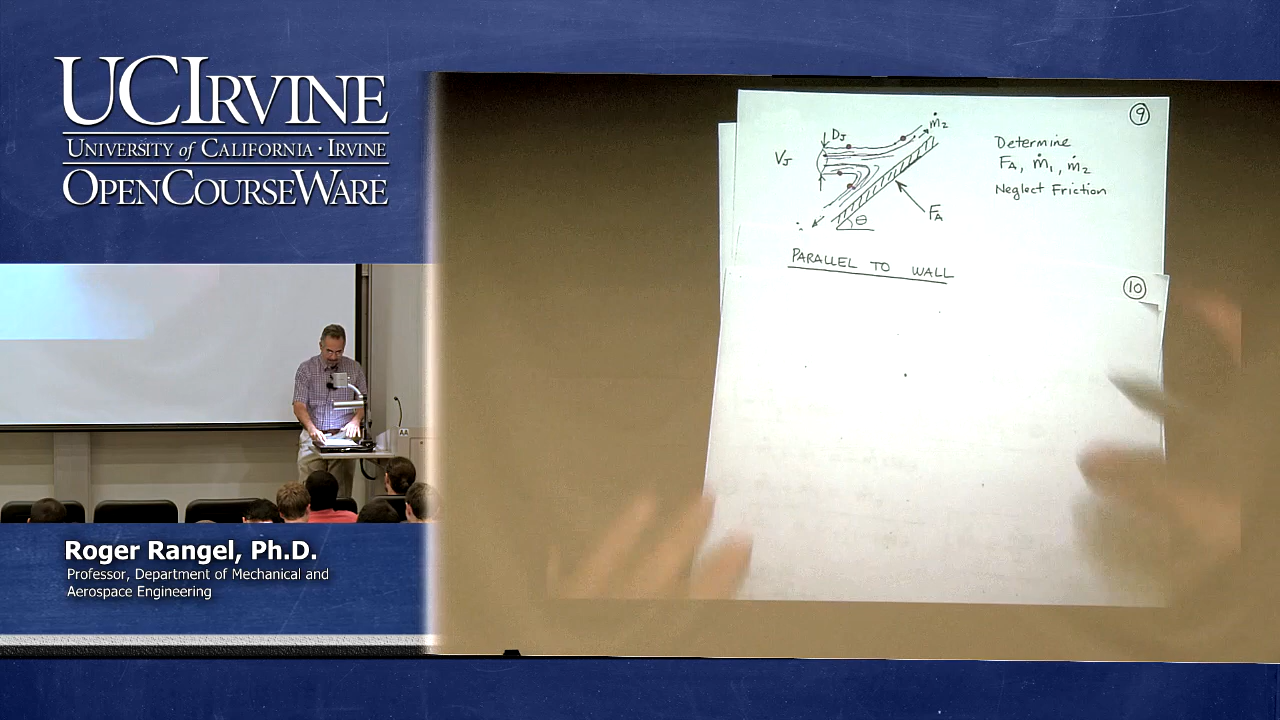 UCIRVINE
UNIVERSITY of CALIFORNIA · IRVINE
OPENCOURSEWARE
Roger Rangel, Ph.D.
Professor, Department of Mechanical and
Aerospace Engineering
9
DJ
ṁ2
VJ
FA
θ
Determine
FA, ṁ1, ṁ2
Neglect Friction
PARALLEL TO WALL
10